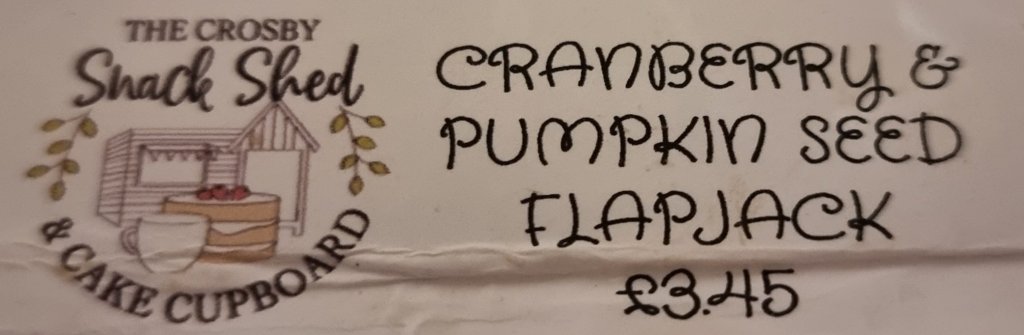 THE CROSBY
Snack Shed
& CAKE CUPBOARD
CRANBERRY &
PUMPKIN SEED
FLAPJACK
£3.45